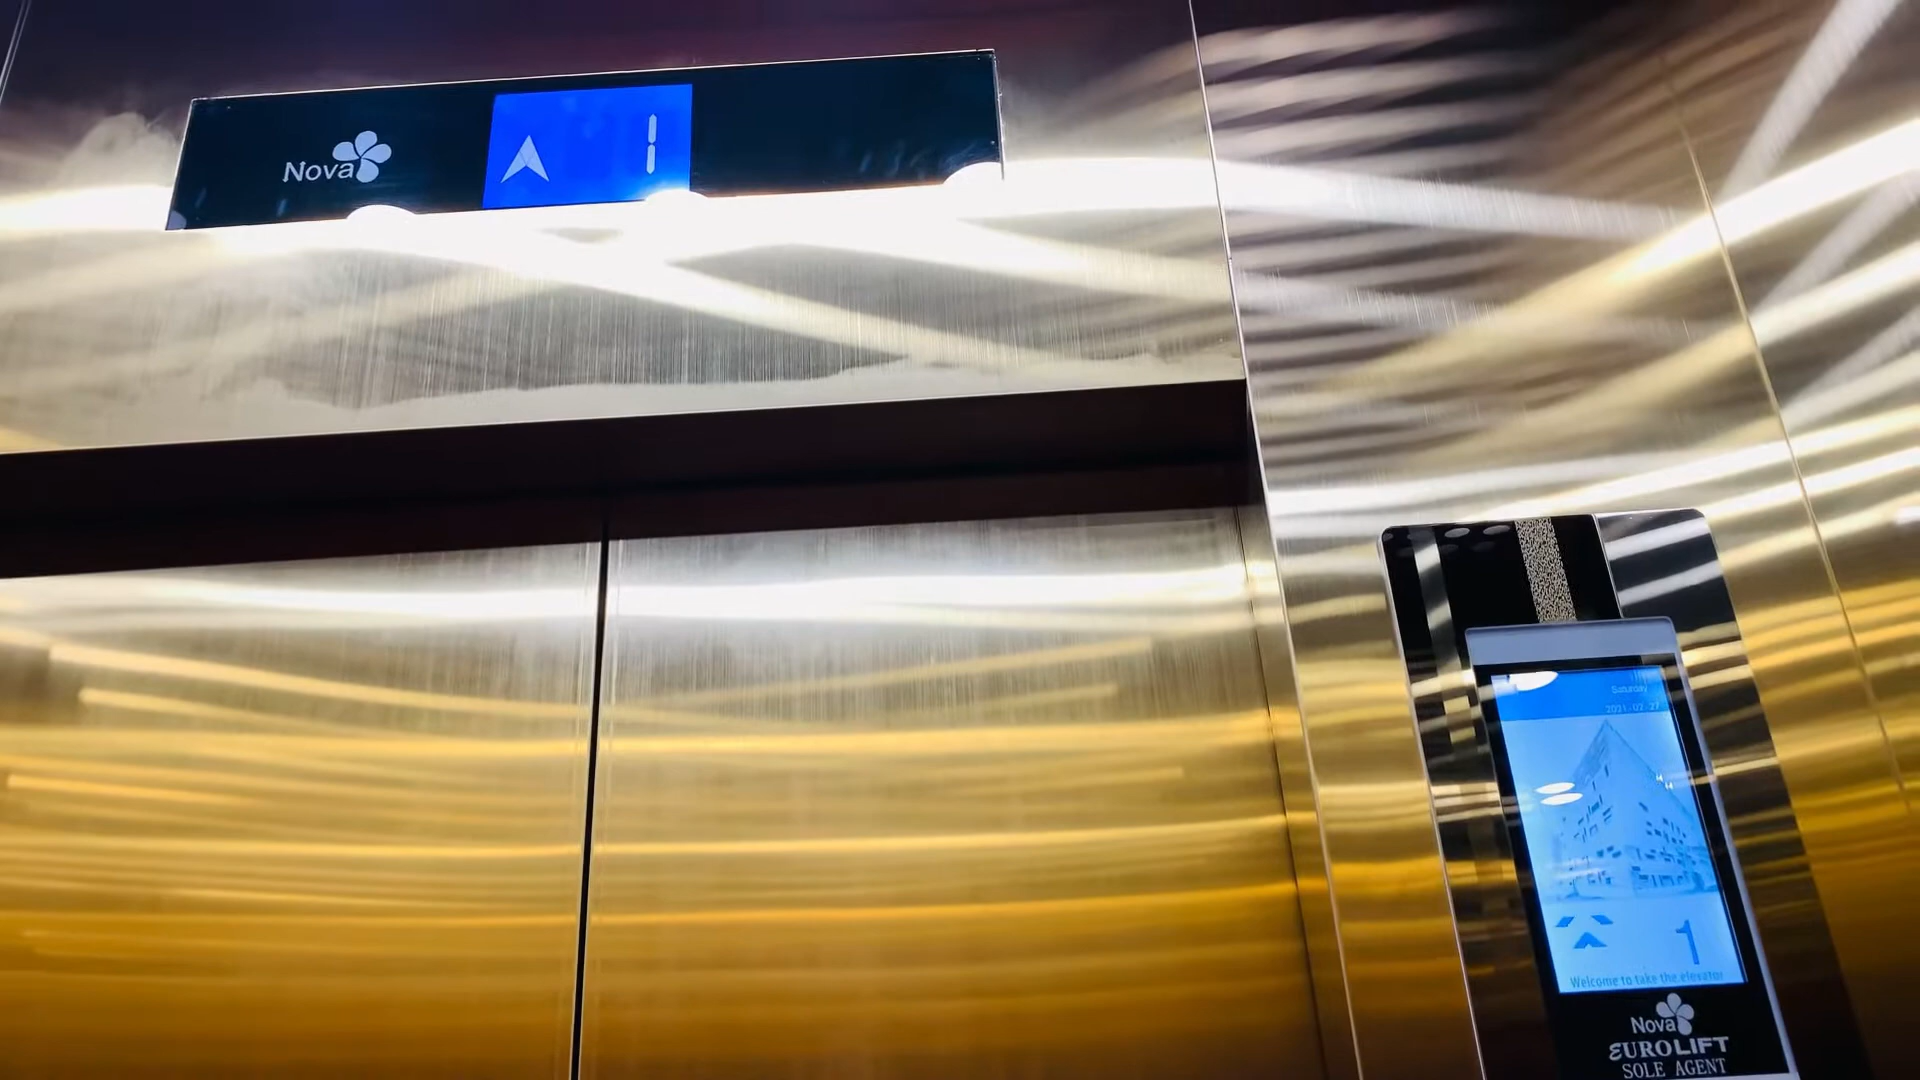 Nova
1
Saturday
2021-02-27
1
Welcome to take the elevator
Nova
EUROLIFT
SOLE AGENT